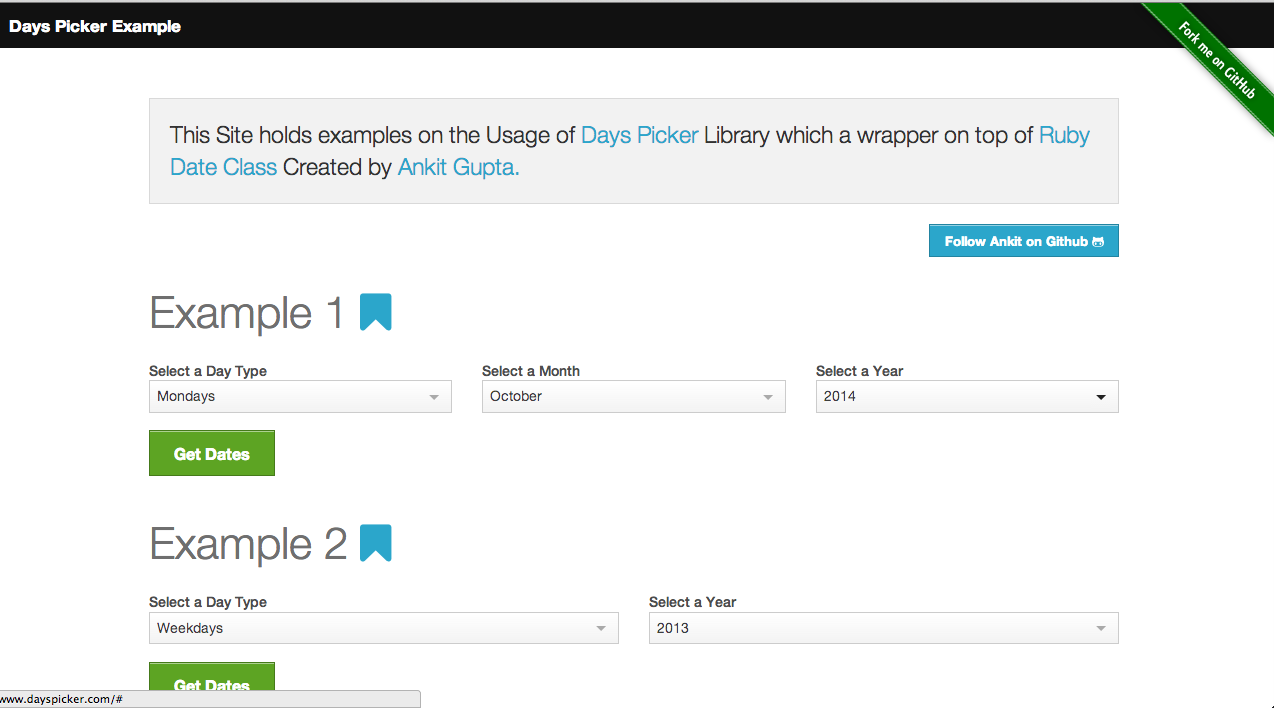 Days Picker Example
Fork me on GitHub
This Site holds examples on the Usage of Days Picker Library which a wrapper on top of Ruby
Date Class Created by Ankit Gupta.
Follow Ankit on Github
Example 1
Select a Day Type
Select a Month
Select a Year
Mondays
October
2014
Get Dates
Example 2
Select a Day Type
Select a Year
Weekdays
2013
Get Dates
www.dayspicker.com/#